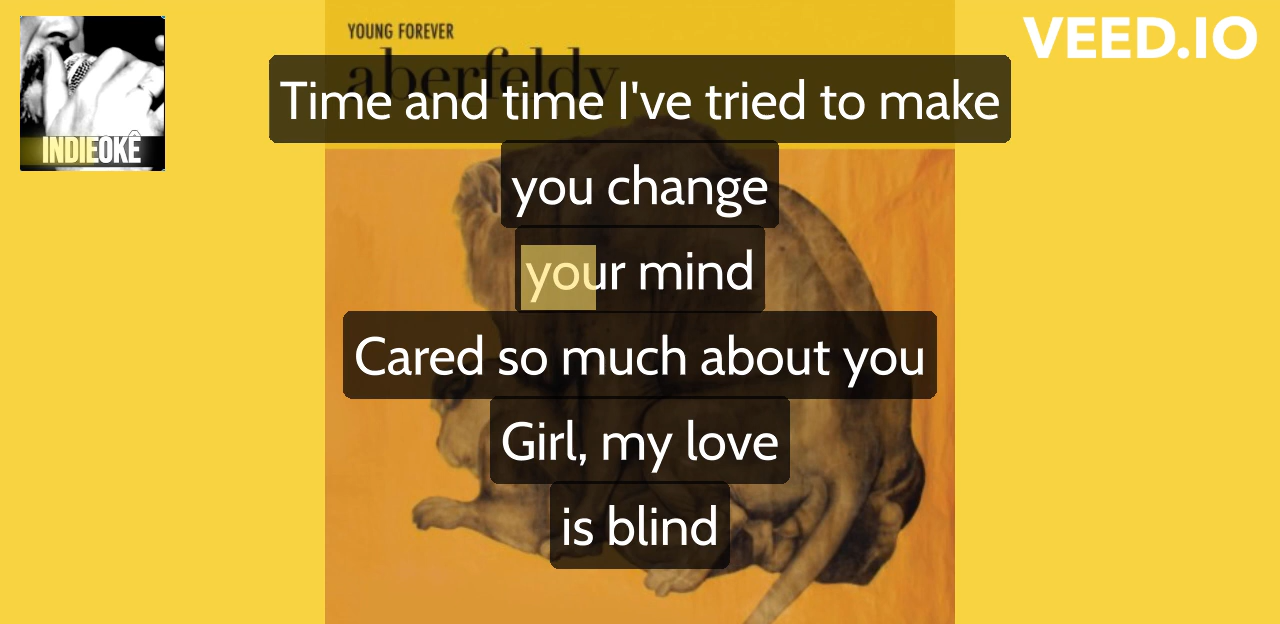 YOUNG FOREVER
aberfeldy
VEED.IO
INDIEOKÊ
Time and time I've tried to make
you change
your mind
Cared so much about you
Girl, my love
is blind